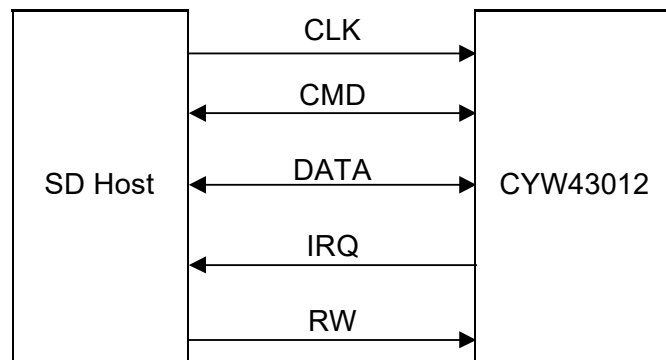 CLK
CMD
SD Host
DATA
CYW43012
IRQ
RW